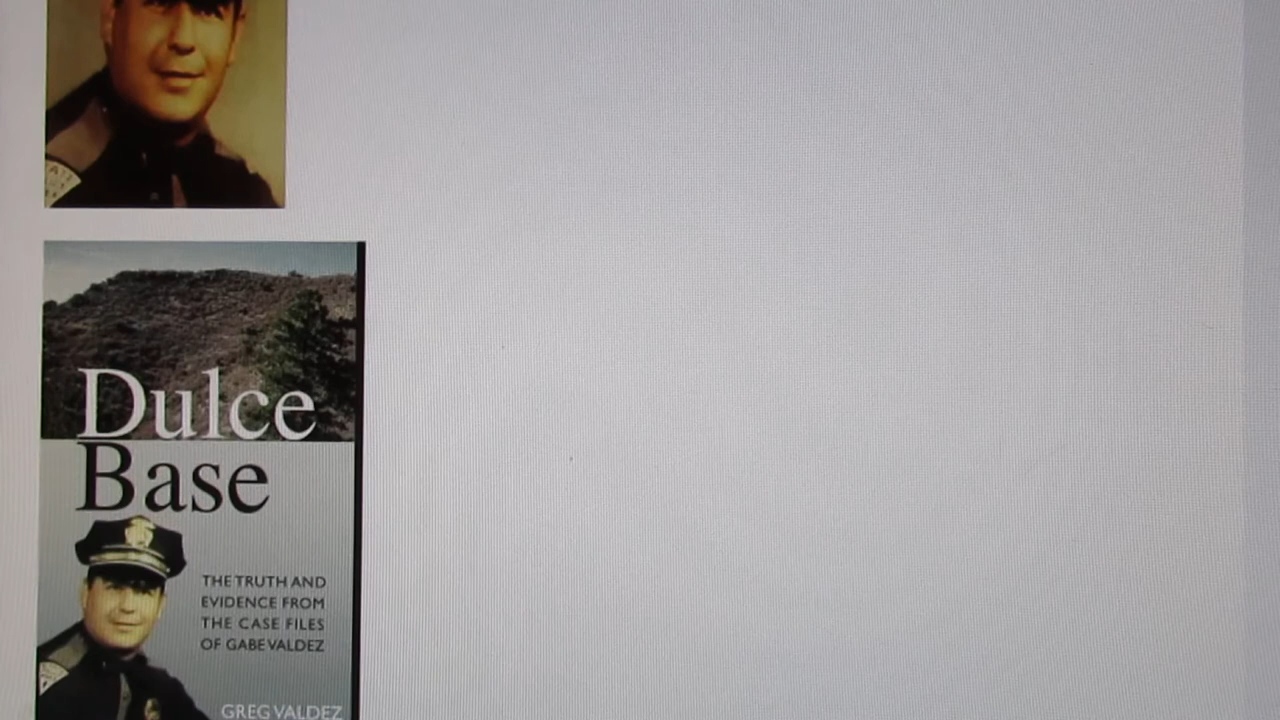 Dulce
Base
THE TRUTH AND
EVIDENCE FROM
THE CASE FILES
OF GABE VALDEZ
GREG VALDEZ